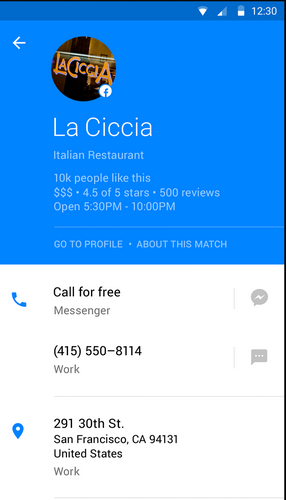 12:30
LA CICCIA
La Ciccia
Italian Restaurant
10k people like this
$$$ • 4.5 of 5 stars • 500 reviews
Open 5:30PM - 10:00PM
GO TO PROFILE • ABOUT THIS MATCH
Call for free
Messenger
(415) 550–8114
Work
291 30th St.
San Francisco, CA 94131
United States
Work